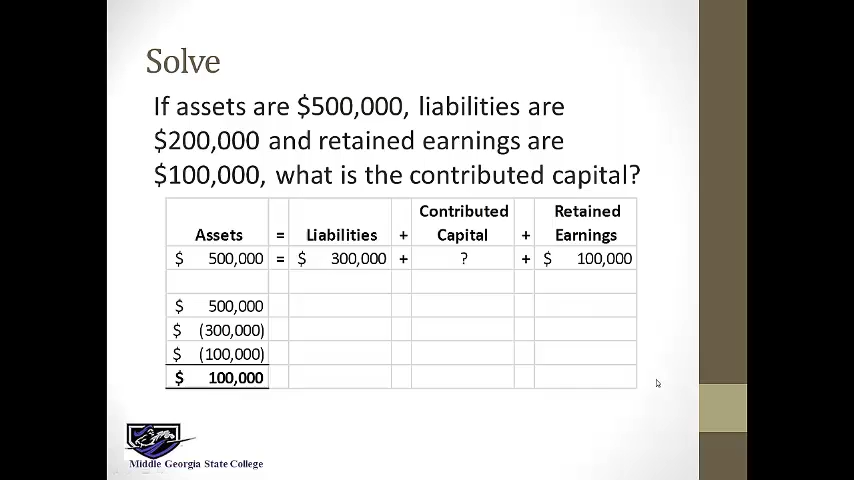 Solve
If assets are $500,000, liabilities are
$200,000 and retained earnings are
$100,000, what is the contributed capital?
Contributed Retained
Assets = Liabilities + Capital + Earnings
$ 500,000 = $ 300,000 + ? + $ 100,000
$ 500,000
$ (300,000)
$ (100,000)
$ 100,000
Middle Georgia State College